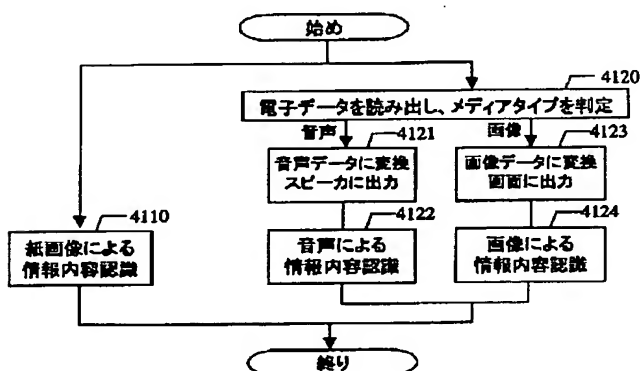 始め
4120
電子データを読み出し、メディアタイプを判定
音声
画像
4121
4123
音声データに変換
スピーカに出力
画像データに変換
画面に出力
4110
4122
4124
紙画像による
情報内容認識
音声による
情報内容認識
画像による
情報内容認識
終り